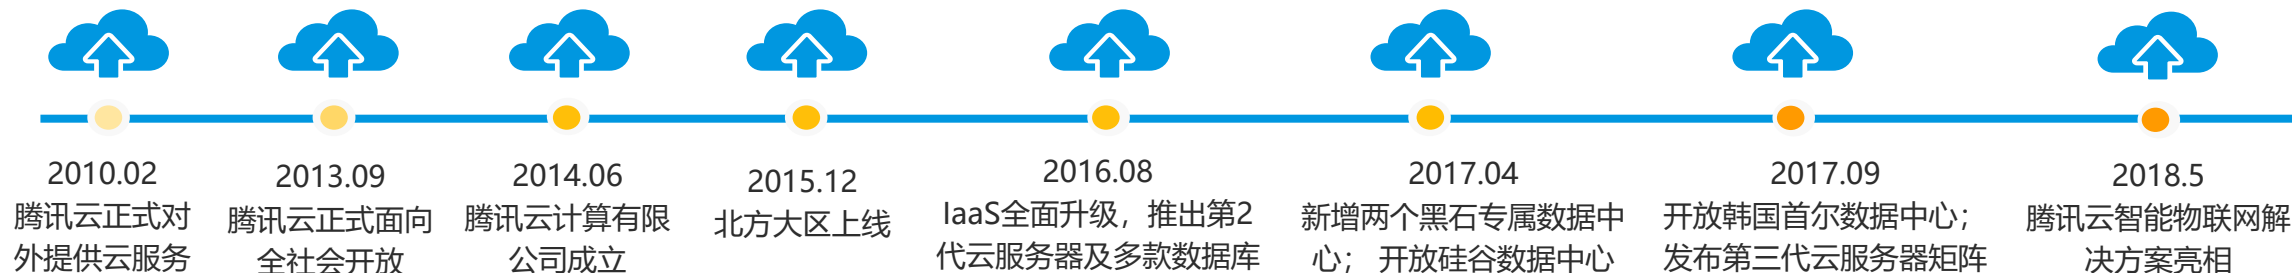 2010.02
腾讯云正式对
外提供云服务
2013.09
腾讯云正式面向
全社会开放
2014.06
腾讯云计算有限
公司成立
2015.12
北方大区上线
2016.08
IaaS全面升级，推出第2
代云服务器及多款数据库
2017.04
新增两个黑石专属数据中
心； 开放硅谷数据中心
2017.09
开放韩国首尔数据中心；
发布第三代云服务器矩阵
2018.5
腾讯云智能物联网解
决方案亮相